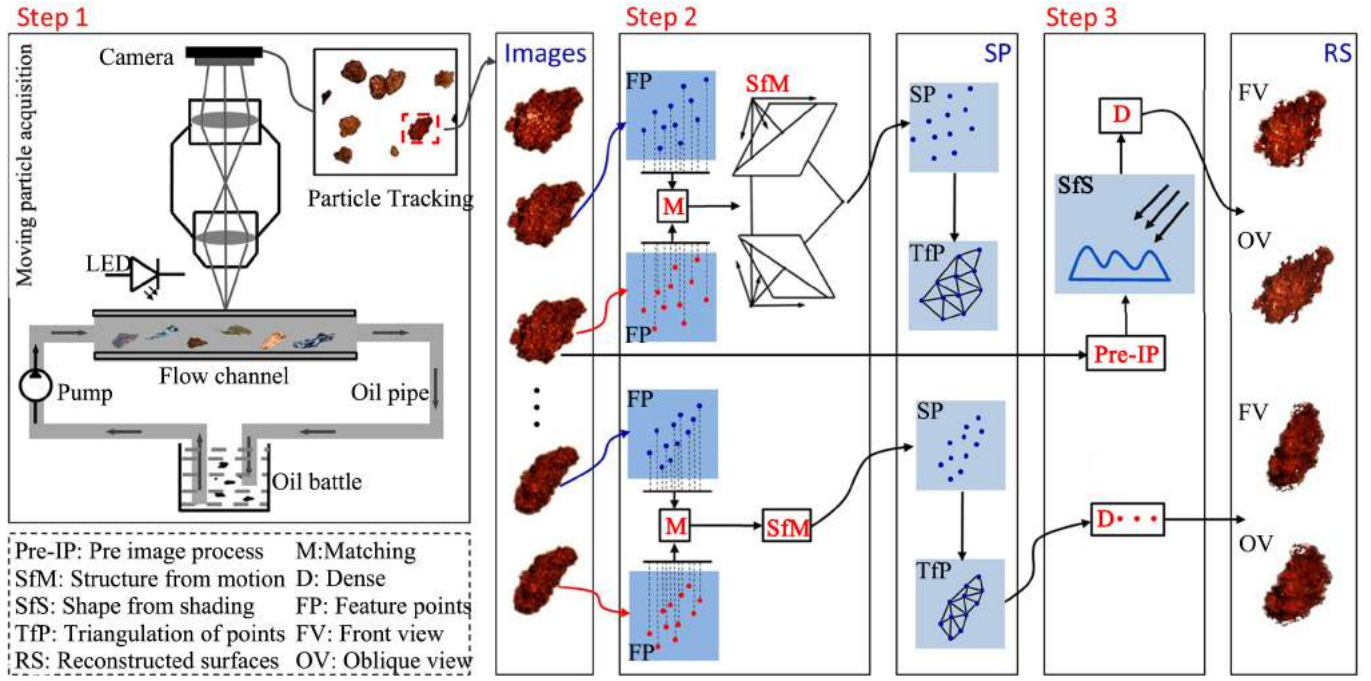 Step 1
Moving particle acquisition
Camera
Particle Tracking
LED
Flow channel
Pump
Oil pipe
Oil battle
Pre-IP: Pre image process
M:Matching
SfM: Structure from motion
D: Dense
SfS: Shape from shading
FP: Feature points
TfP: Triangulation of points
FV: Front view
RS: Reconstructed surfaces
OV: Oblique view
Images
Step 2
FP
M
FP
SfM
FP
M
FP
SfM
SP
SP
TfP
SP
TfP
Step 3
D
SfS
Pre-IP
D
RS
FV
OV
FV
OV